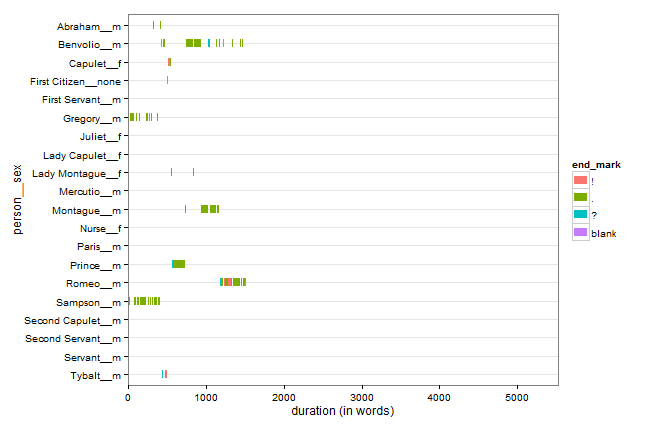 Abraham__m
Benvolio__m
Capulet__f
First Citizen__none
First Servant__m
Gregory__m
Juliet__f
Lady Capulet__f
Lady Montague__f
Mercutio__m
Montague__m
Nurse__f
Paris__m
Prince__m
Romeo__m
Sampson__m
Second Capulet__m
Second Servant__m
Servant__m
Tybalt__m
person__sex
0 1000 2000 3000 4000 5000
duration (in words)
end_mark
!
.
?
blank